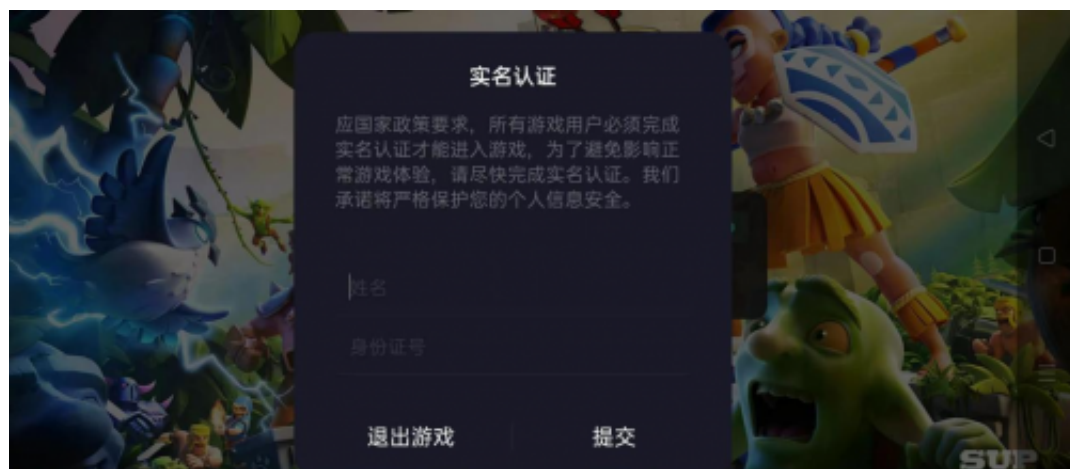 实名认证
应国家政策要求，所有游戏用户必须完成
实名认证才能进入游戏，为了避免影响正
常游戏体验，请尽快完成实名认证。我们
承诺将严格保护您的个人信息安全。
姓名
身份证号
退出游戏
提交
SUP